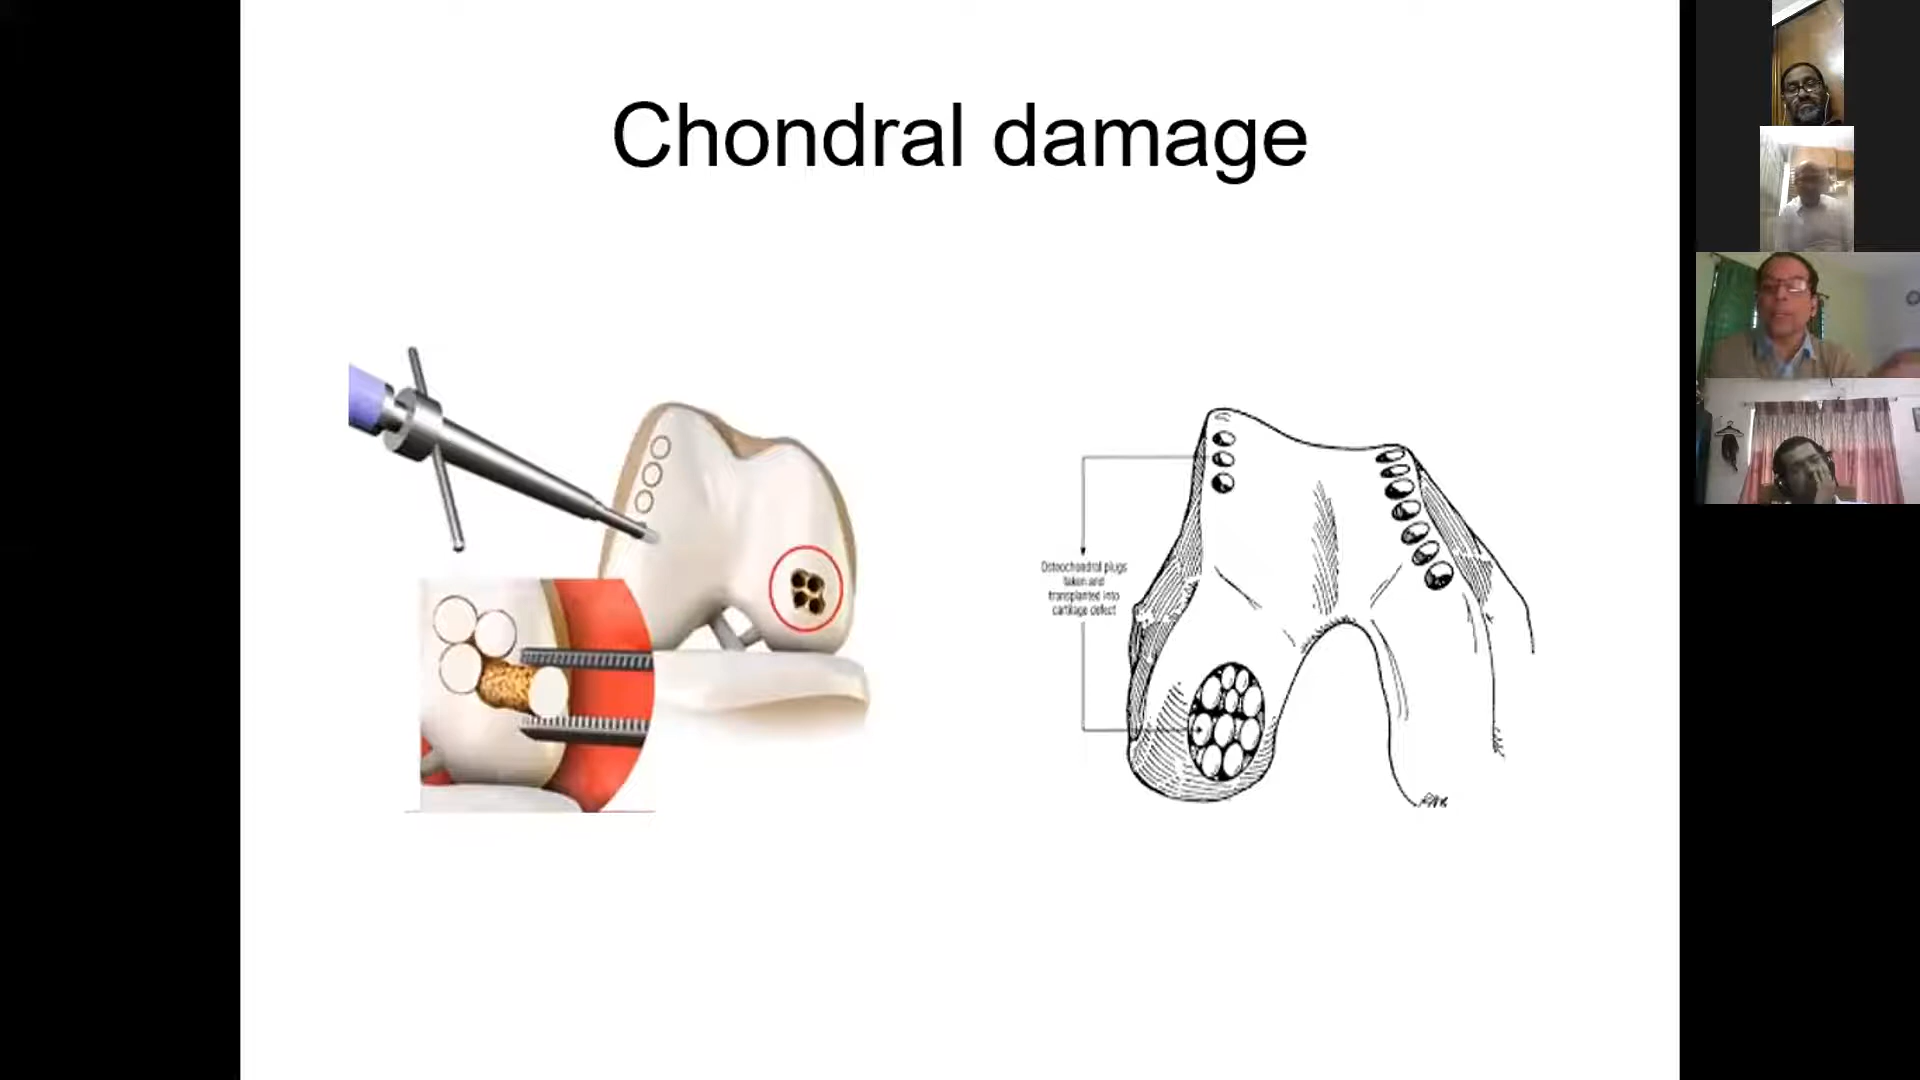 Chondral damage
Osteochondral plugs
taken and
transplanted into
cartilage defect